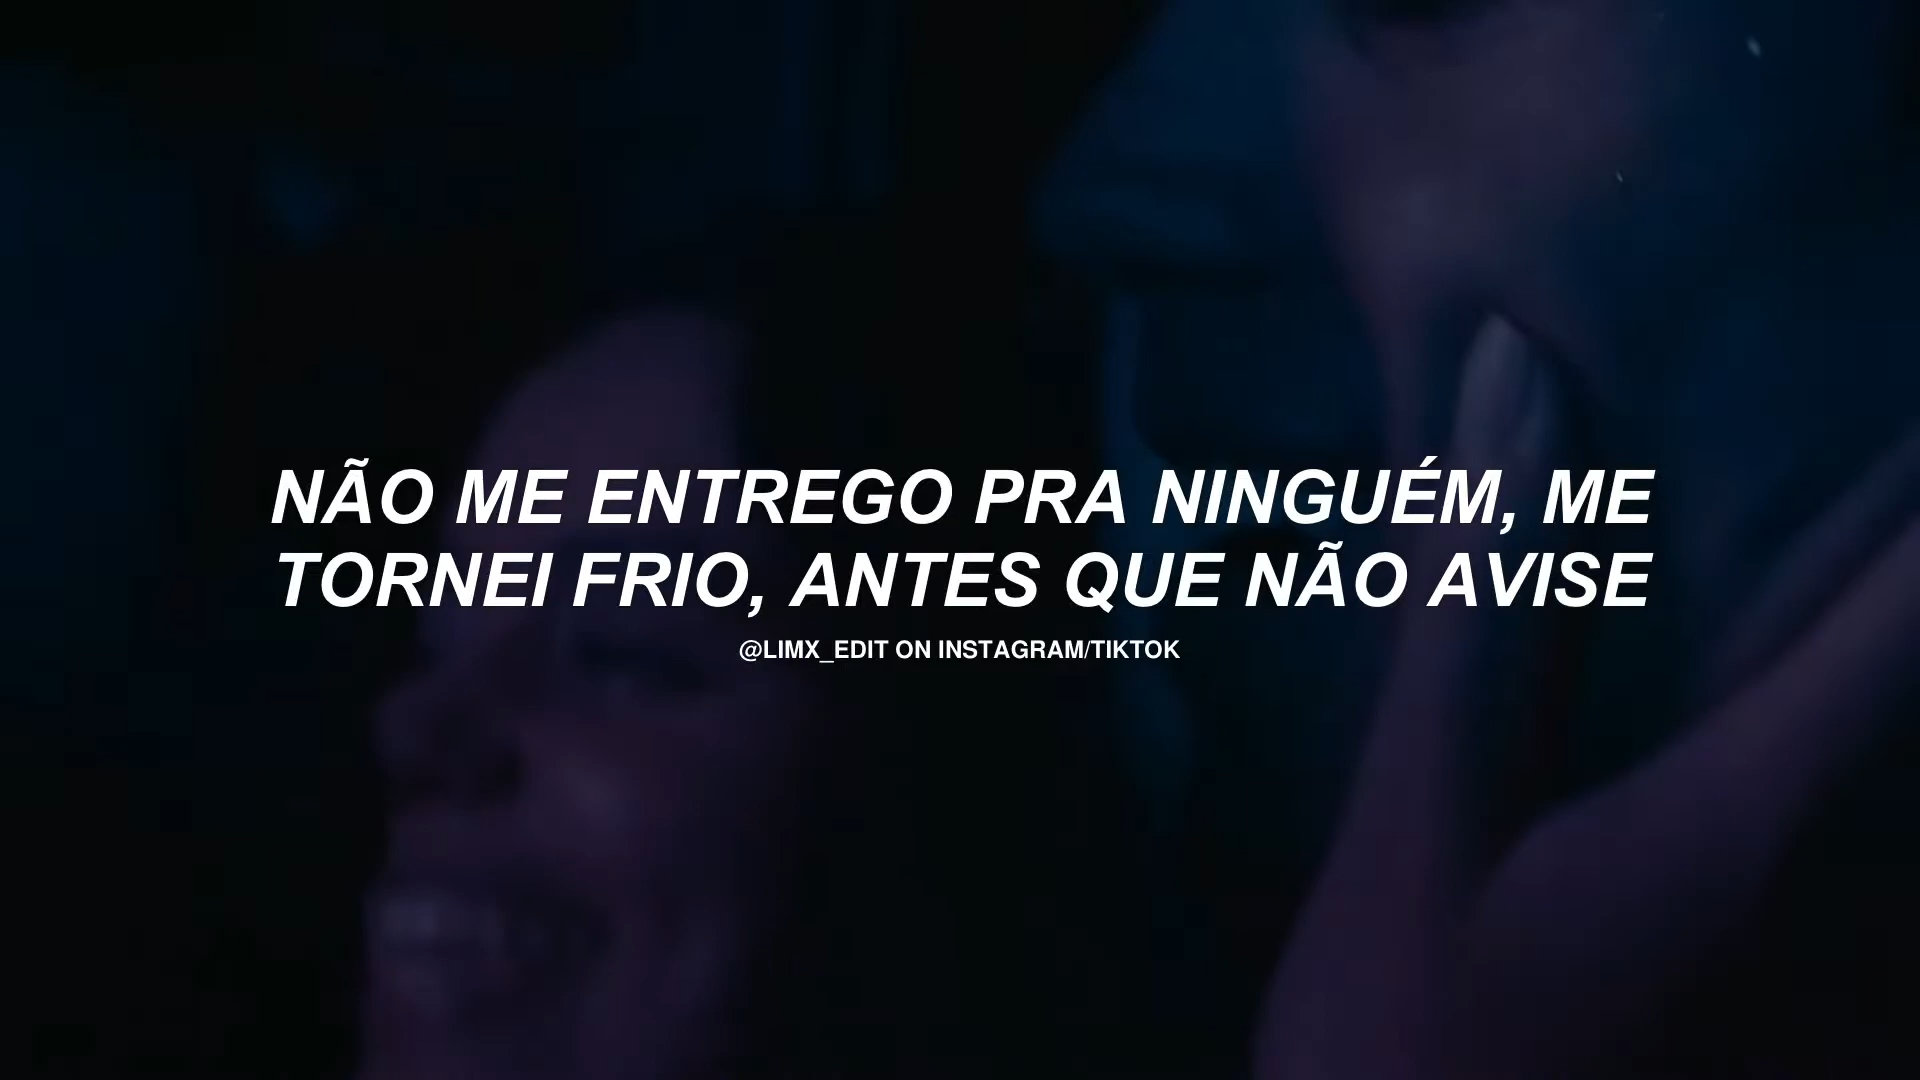 NÃO ME ENTREGO PRA NINGUÉM, ME
TORNEI FRIO, ANTES QUE NÃO AVISE
@LIMX_EDIT ON INSTAGRAM/TIKTOK